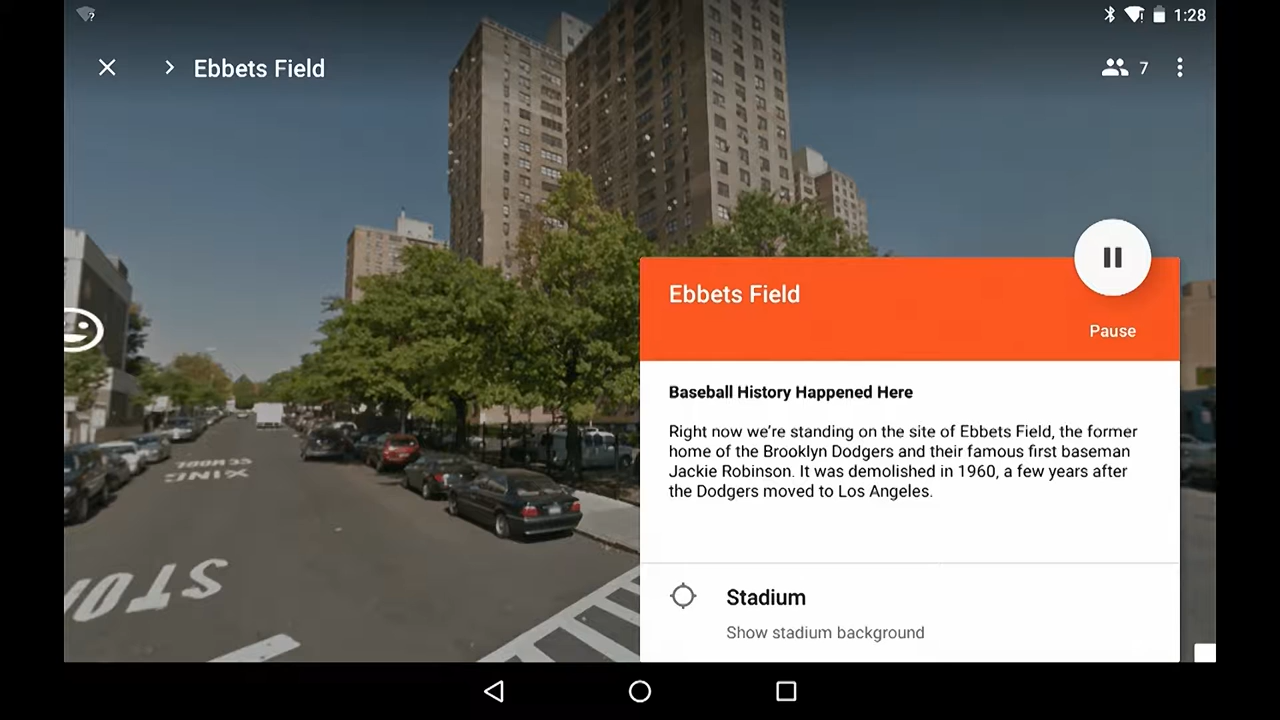 1:28
Ebbets Field
7
Ebbets Field
Pause
Baseball History Happened Here
Right now we're standing on the site of Ebbets Field, the former
home of the Brooklyn Dodgers and their famous first baseman
Jackie Robinson. It was demolished in 1960, a few years after
the Dodgers moved to Los Angeles.
XING
SCHOOL
STOP
Stadium
Show stadium background